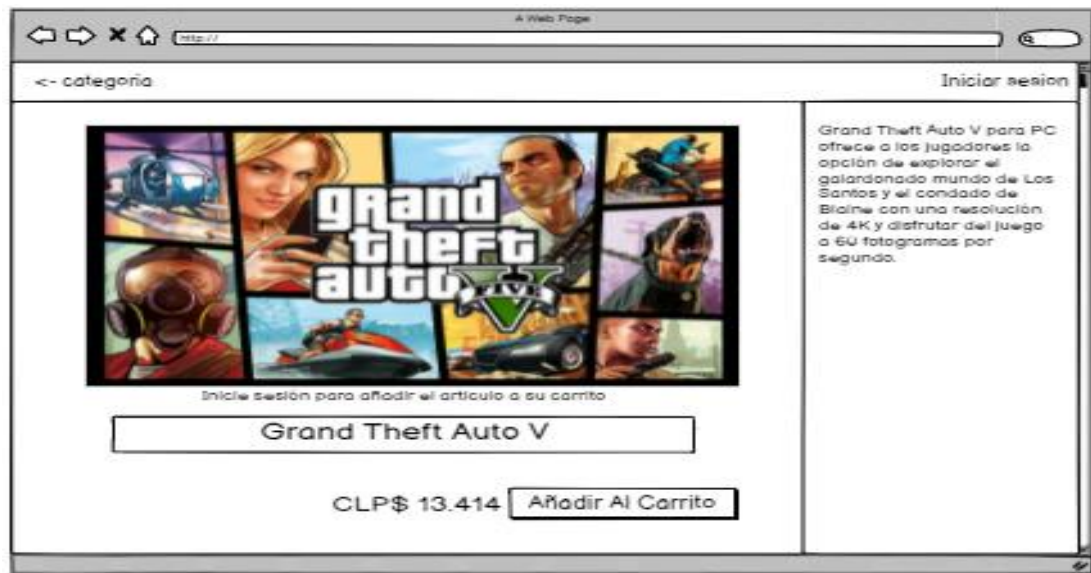 A Web Page
http://
<- categoria
Iniciar sesion
grand
theft
auto
FIVE
Inicie sesión para añadir el articulo a su carrito
Grand Theft Auto V
CLP$ 13.414
Añadir Al Carrito
Grand Theft Auto V para PC
ofrece a los jugadores la
opción de explorar el
galardonado mundo de Los
Santos y el condado de
Blaine con una resolución
de 4K y disfrutar del juego
a 60 fotogramas por
segundo.